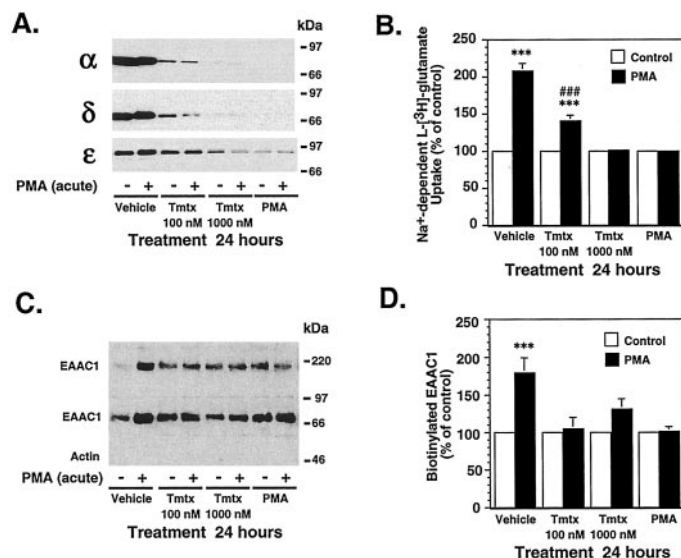 A.
kDa
α
97
66
δ
97
66
ε
97
66
PMA (acute) - + - + - + - +
Vehicle Tmtx 100 nM Tmtx 1000 nM PMA
Treatment 24 hours
B.
Na+-dependent L-[3H]-glutamate
Uptake (% of control)
250
200
150
100
50
0
Control
PMA
***
###
***
Vehicle Tmtx 100 nM Tmtx 1000 nM PMA
Treatment 24 hours
C.
kDa
EAAC1
220
97
EAAC1
66
Actin
46
PMA (acute) - + - + - + - +
Vehicle Tmtx 100 nM Tmtx 1000 nM PMA
Treatment 24 hours
D.
Biotinylated EAAC1
(% of control)
250
200
150
100
50
0
Control
PMA
***
Vehicle Tmtx 100 nM Tmtx 1000 nM PMA
Treatment 24 hours